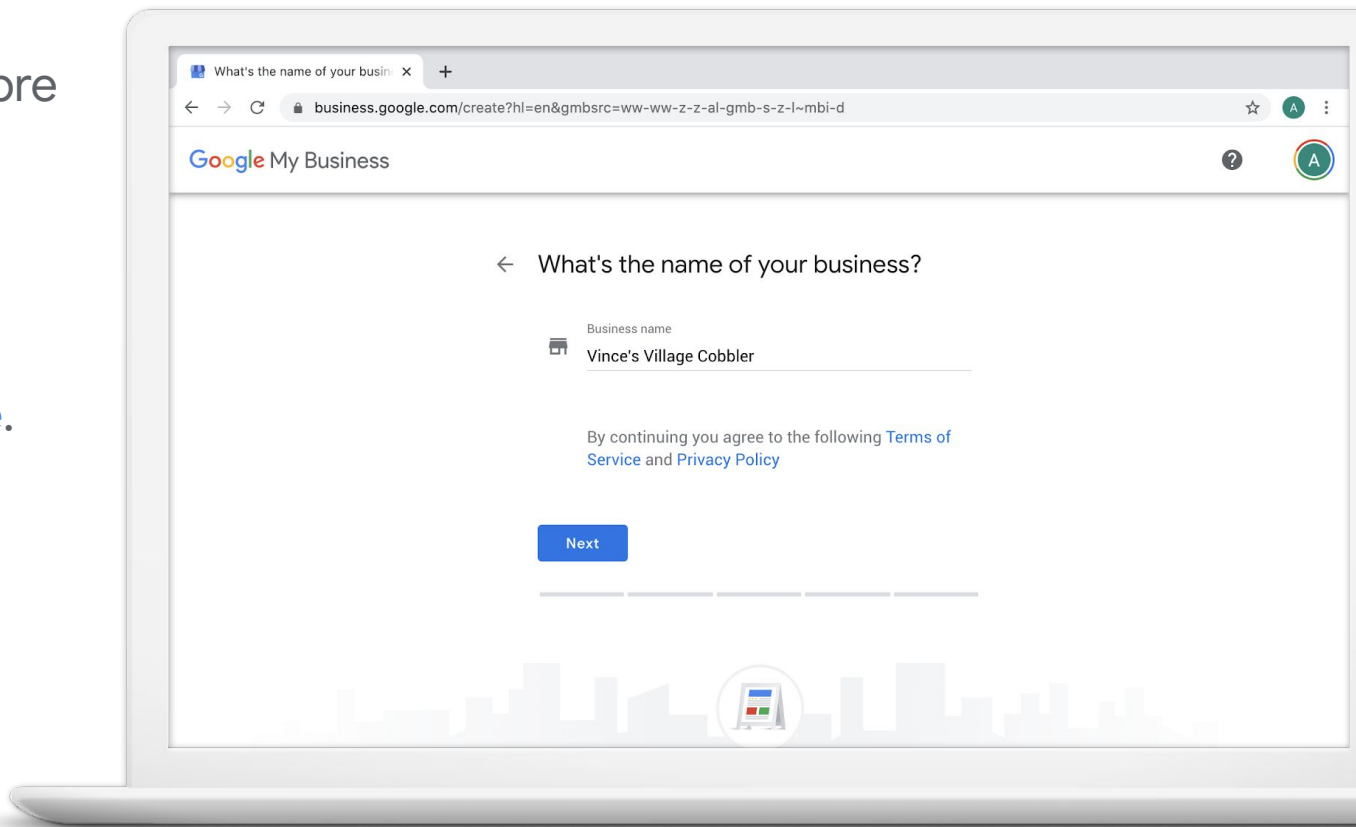 ore
.
What's the name of your busin
business.google.com/create?hl=en&gmbsrc=ww-ww-z-z-al-gmb-s-z-l~mbi-d
A
Google My Business
A
What's the name of your business?
Business name
Vince's Village Cobbler
By continuing you agree to the following Terms of
Service and Privacy Policy
Next